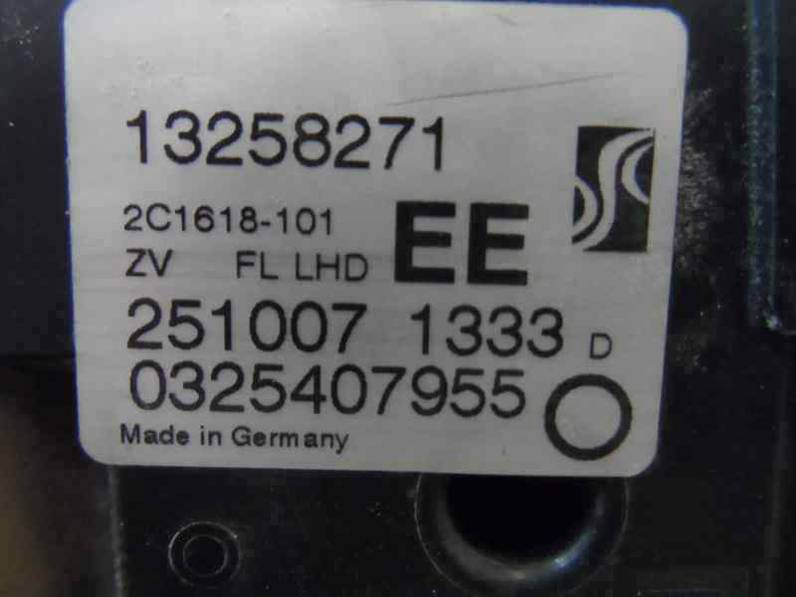 13258271
2C1618-101 EE
ZV FL LHD
251007 1333 D
0325407955
Made in Germany